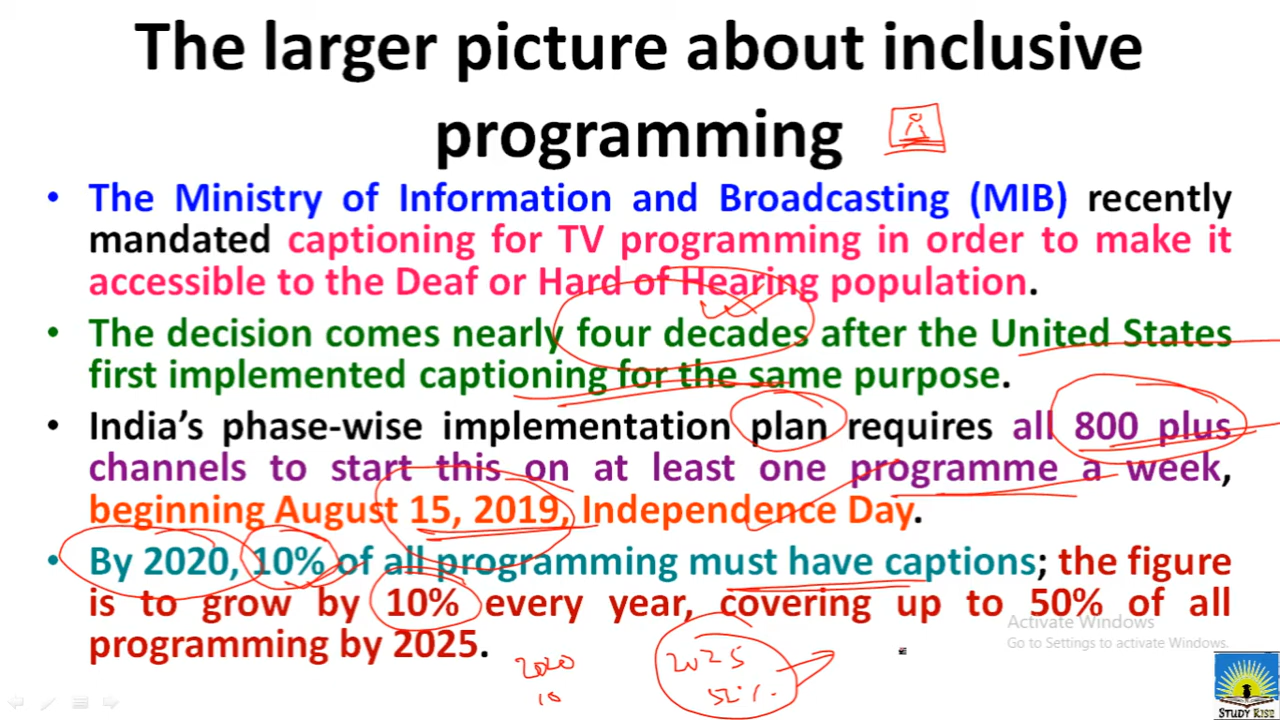 The larger picture about inclusive
programming
• The Ministry of Information and Broadcasting (MIB) recently
mandated captioning for TV programming in order to make it
accessible to the Deaf or Hard of Hearing population.
• The decision comes nearly four decades after the United States
first implemented captioning for the same purpose.
• India’s phase-wise implementation plan requires all 800 plus
channels to start this on at least one programme a week,
beginning August 15, 2019, Independence Day.
• By 2020, 10% of all programming must have captions; the figure
is to grow by 10% every year, covering up to 50% of all
programming by 2025.
Activate Windows
Go to Settings to activate Windows.
2020
10
2025
STUDY RISE